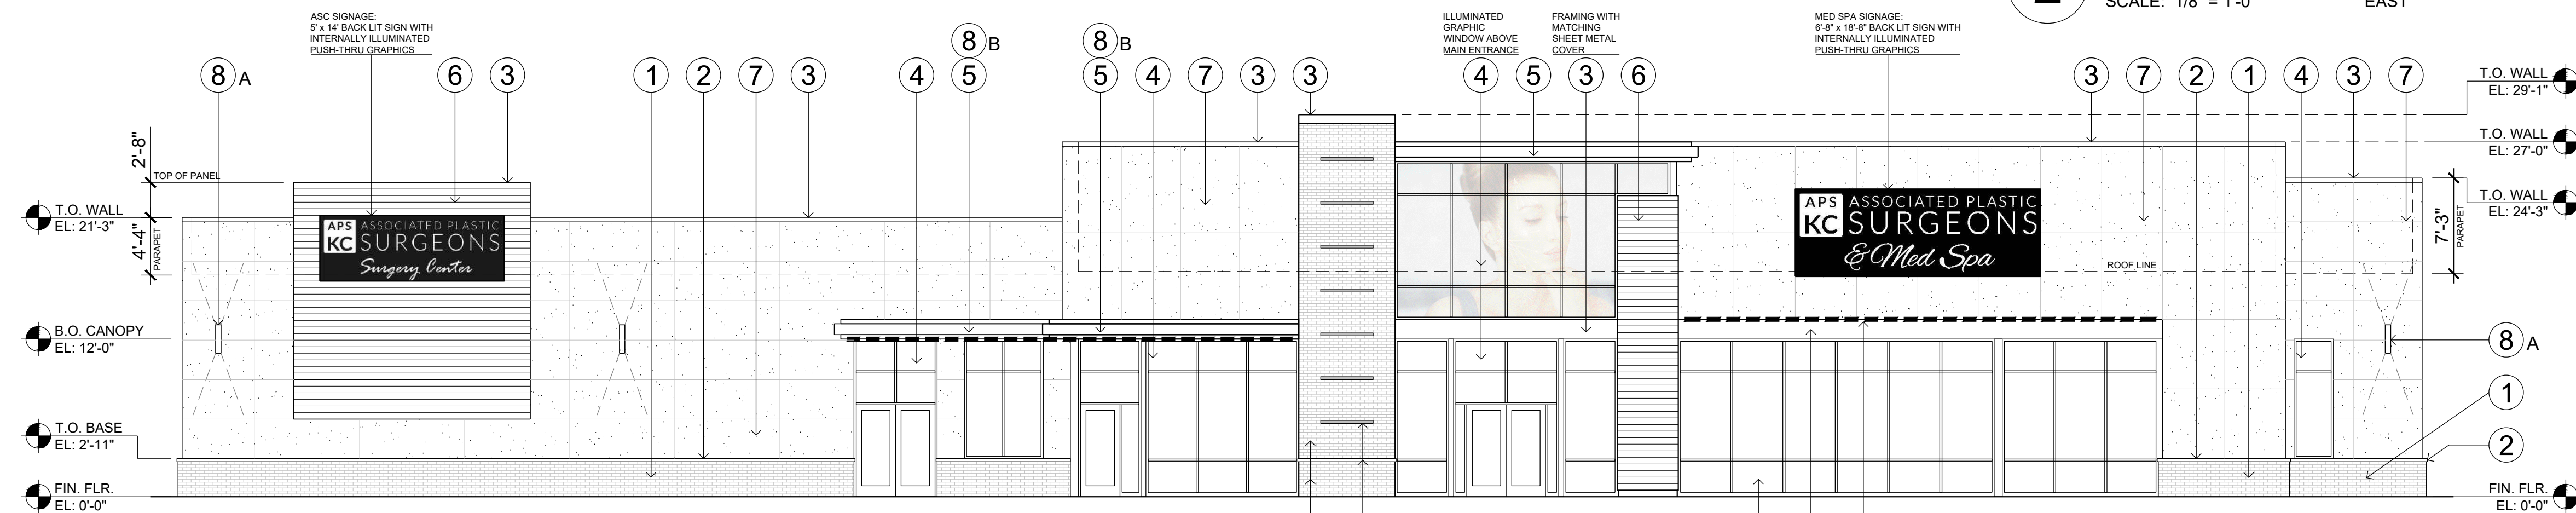 SCALE: 1/8" = 1'-0"
EAST
ASC SIGNAGE:
5' x 14' BACK LIT SIGN WITH
INTERNALLY ILLUMINATED
PUSH-THRU GRAPHICS
ILLUMINATED
GRAPHIC
WINDOW ABOVE
MAIN ENTRANCE
FRAMING WITH
MATCHING
SHEET METAL
COVER
MED SPA SIGNAGE:
6'-8" x 18'-8" BACK LIT SIGN WITH
INTERNALLY ILLUMINATED
PUSH-THRU GRAPHICS
8 B
8 B
8 A
6
3
1
2
7
3
4
5
5
4
7
3
3
4
5
3
6
3
7
2
1
4
3
7
T.O. WALL
EL: 29'-1"
T.O. WALL
EL: 27'-0"
T.O. WALL
EL: 24'-3"
7'-3"
PARAPET
2'-8"
TOP OF PANEL
T.O. WALL
EL: 21'-3"
4'-4"
PARAPET
APS
KC
ASSOCIATED PLASTIC
SURGEONS
Surgery Center
APS
KC
ASSOCIATED PLASTIC
SURGEONS
& Med Spa
ROOF LINE
B.O. CANOPY
EL: 12'-0"
8 A
1
2
T.O. BASE
EL: 2'-11"
FIN. FLR.
EL: 0'-0"
FIN. FLR.
EL: 0'-0"